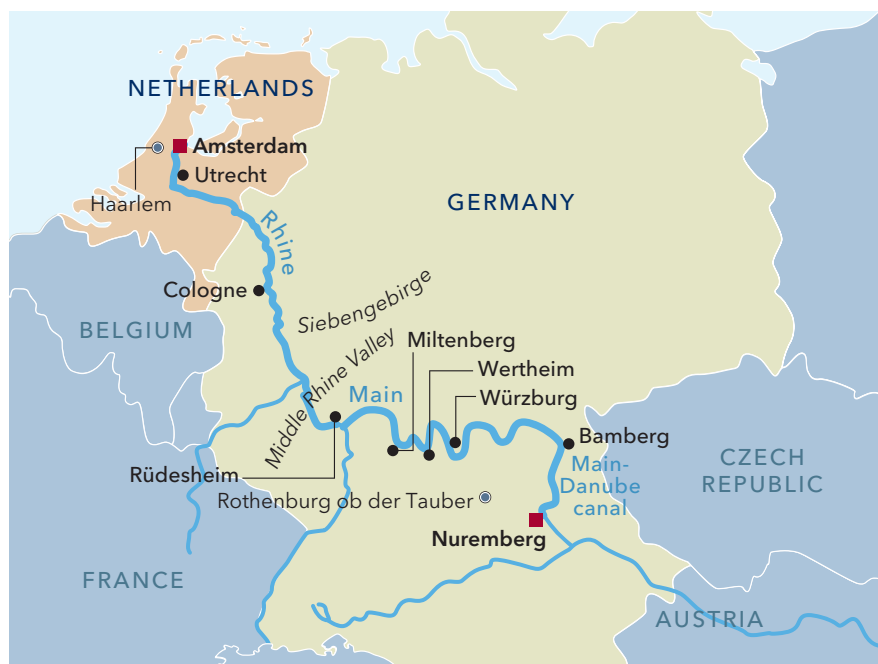 NETHERLANDS
Amsterdam
Utrecht
Haarlem
GERMANY
Rhine
Cologne
Siebengebirge
BELGIUM
Middle Rhine Valley
Miltenberg
Wertheim
Main
Würzburg
Bamberg
Rüdesheim
Main-
Danube
canal
CZECH
REPUBLIC
Rothenburg ob der Tauber
Nuremberg
FRANCE
AUSTRIA